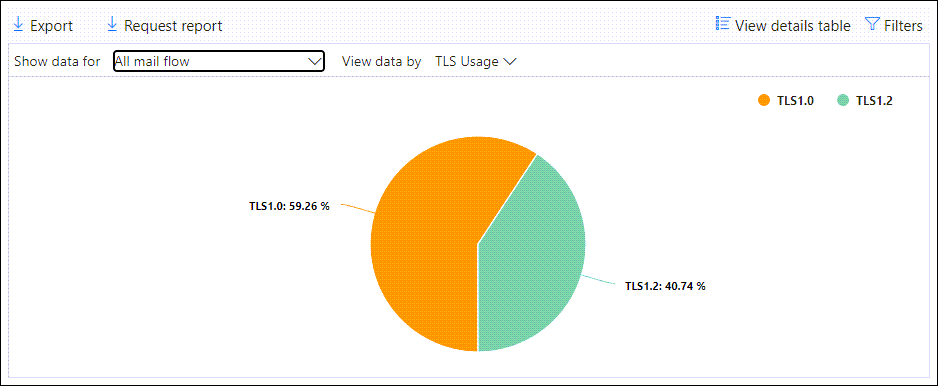 Export Request report View details table Filters
Show data for All mail flow View data by TLS Usage
TLS1.0 TLS1.2
TLS1.0: 59.26 %
TLS1.2: 40.74 %